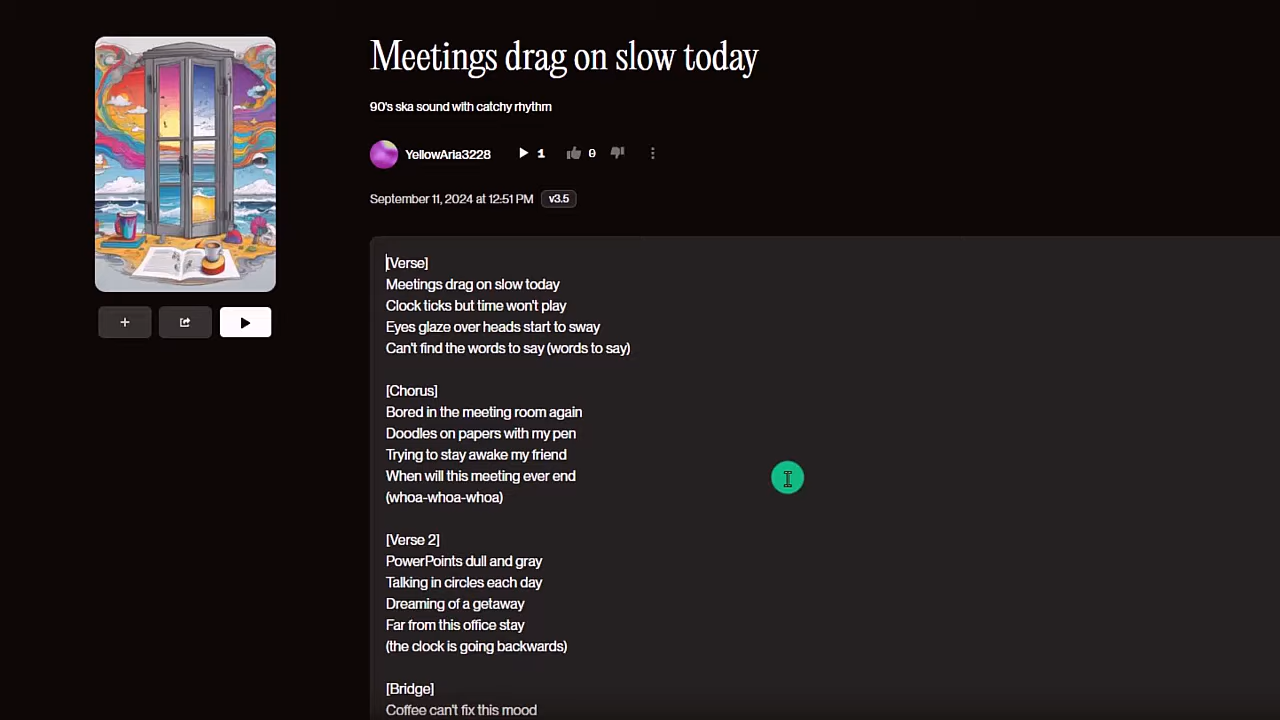 Meetings drag on slow today
90's ska sound with catchy rhythm
YellowAria3228 1 0
September 11, 2024 at 12:51 PM v3.5
[Verse]
Meetings drag on slow today
Clock ticks but time won't play
Eyes glaze over heads start to sway
Can't find the words to say (words to say)
[Chorus]
Bored in the meeting room again
Doodles on papers with my pen
Trying to stay awake my friend
When will this meeting ever end
(whoa-whoa-whoa)
[Verse 2]
PowerPoints dull and gray
Talking in circles each day
Dreaming of a getaway
Far from this office stay
(the clock is going backwards)
[Bridge]
Coffee can't fix this mood